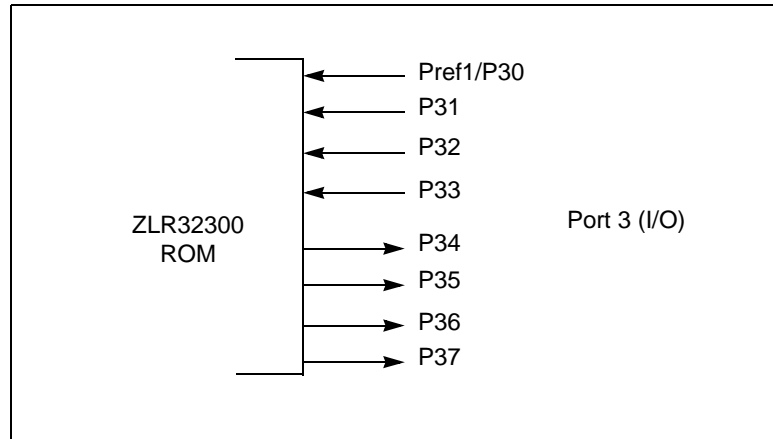 Pref1/P30
P31
P32
P33
ZLR32300
ROM
Port 3 (I/O)
P34
P35
P36
P37